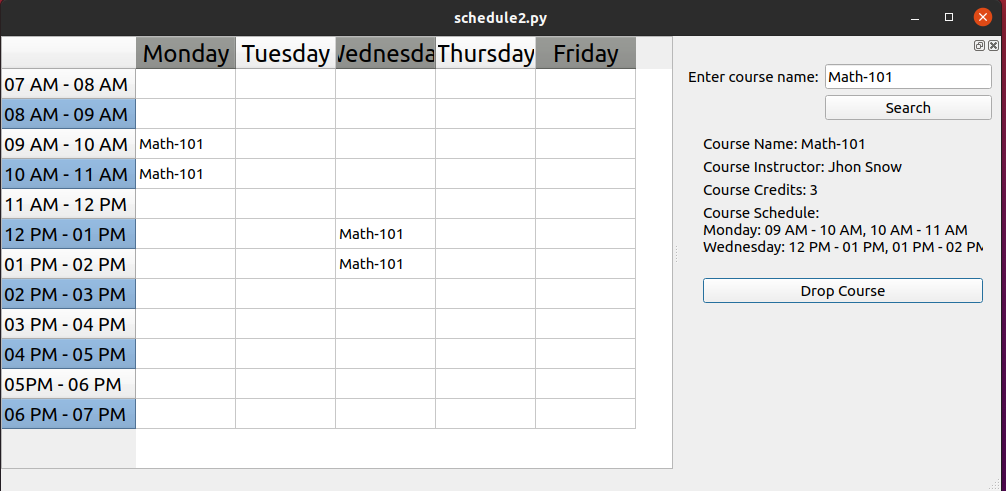 schedule2.py
Monday Tuesday Wednesda Thursday Friday
07 AM - 08 AM
08 AM - 09 AM
09 AM - 10 AM Math-101
10 AM - 11 AM Math-101
11 AM - 12 PM
12 PM - 01 PM Math-101
01 PM - 02 PM Math-101
02 PM - 03 PM
03 PM - 04 PM
04 PM - 05 PM
05PM - 06 PM
06 PM - 07 PM
Enter course name: Math-101
Search
Course Name: Math-101
Course Instructor: Jhon Snow
Course Credits: 3
Course Schedule:
Monday: 09 AM - 10 AM, 10 AM - 11 AM
Wednesday: 12 PM - 01 PM, 01 PM - 02 PM
Drop Course